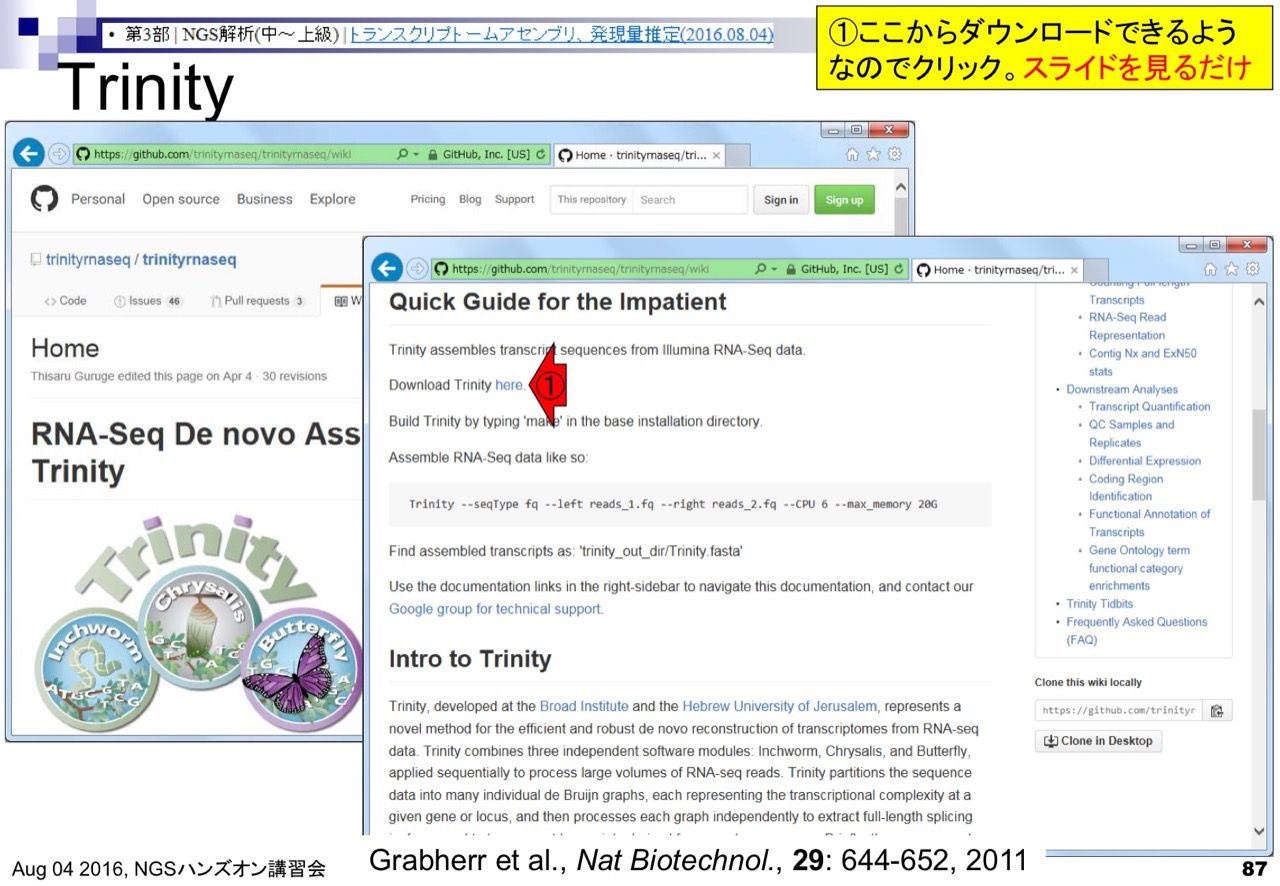 • 第3部 | NGS解析(中～上級) | トランスクリプトームアセンブリ、発現量推定(2016.08.04)
①ここからダウンロードできるよう
なのでクリック。スライドを見るだけ
Trinity
https://github.com/trinityrnaseq/trinityrnaseq/wiki
GitHub, Inc. [US]
Home · trinityrnaseq/tri...
Personal Open source Business Explore
Pricing Blog Support
This repository Search
Sign in Sign up
trinityrnaseq / trinityrnaseq
Code Issues 46 Pull requests 3 W
Home
Thisaru Guruge edited this page on Apr 4 · 30 revisions
RNA-Seq De novo Ass
Trinity
Trinity
Chrysalis
Inchworm
Butterfly
https://github.com/trinityrnaseq/trinityrnaseq/wiki
GitHub, Inc. [US]
Home · trinityrnaseq/tri...
Quick Guide for the Impatient
Trinity assembles transcript sequences from Illumina RNA-Seq data.
Download Trinity here.
①
Build Trinity by typing 'make' in the base installation directory.
Assemble RNA-Seq data like so:
Trinity --seqType fq --left reads_1.fq --right reads_2.fq --CPU 6 --max_memory 20G
Find assembled transcripts as: 'trinity_out_dir/Trinity.fasta'
Use the documentation links in the right-sidebar to navigate this documentation, and contact our
Google group for technical support.
Intro to Trinity
Trinity, developed at the Broad Institute and the Hebrew University of Jerusalem, represents a
novel method for the efficient and robust de novo reconstruction of transcriptomes from RNA-seq
data. Trinity combines three independent software modules: Inchworm, Chrysalis, and Butterfly,
applied sequentially to process large volumes of RNA-seq reads. Trinity partitions the sequence
data into many individual de Bruijn graphs, each representing the transcriptional complexity at a
given gene or locus, and then processes each graph independently to extract full-length splicing
Counting Full-length
Transcripts
• RNA-Seq Read
Representation
• Contig Nx and ExN50
stats
• Downstream Analyses
• Transcript Quantification
• QC Samples and
Replicates
• Differential Expression
• Coding Region
Identification
• Functional Annotation of
Transcripts
• Gene Ontology term
functional category
enrichments
• Trinity Tidbits
• Frequently Asked Questions
(FAQ)
Clone this wiki locally
https://github.com/trinityr
Clone in Desktop
Aug 04 2016, NGSハンズオン講習会
Grabherr et al., Nat Biotechnol., 29: 644-652, 2011
87